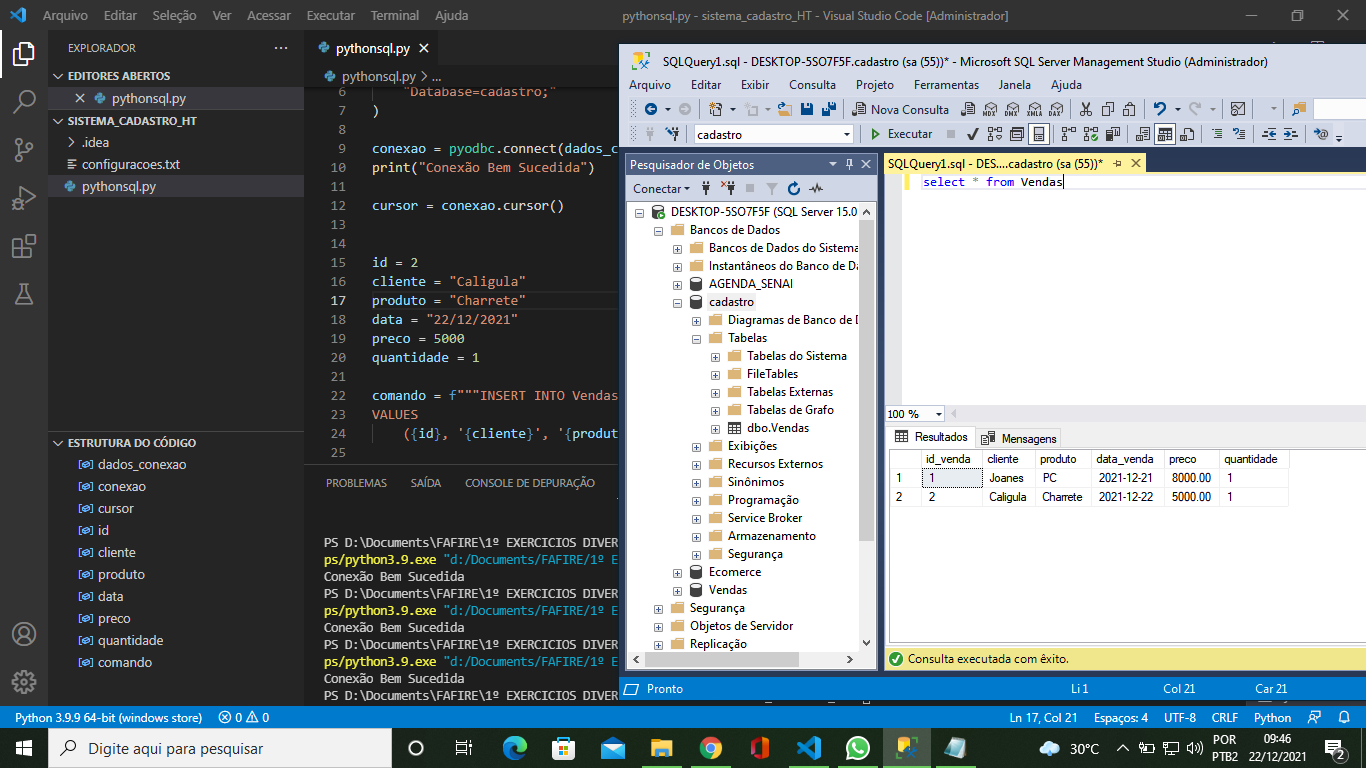 Arquivo Editar Seleção Ver Acessar Executar Terminal Ajuda pythonsql.py - sistema_cadastro_HT - Visual Studio Code [Administrador]
EXPLORADOR ...
EDITORES ABERTOS
pythonsql.py
SISTEMA_CADASTRO_HT
.idea
configuracoes.txt
pythonsql.py
ESTRUTURA DO CÓDIGO
dados_conexao
conexao
cursor
id
cliente
produto
data
preco
quantidade
comando
pythonsql.py
pythonsql.py > ...
6 "Database=cadastro;"
7 )
8
9 conexao = pyodbc.connect(dados_c
10 print("Conexão Bem Sucedida")
11
12 cursor = conexao.cursor()
13
14
15 id = 2
16 cliente = "Caligula"
17 produto = "Charrete"
18 data = "22/12/2021"
19 preco = 5000
20 quantidade = 1
21
22 comando = f"""INSERT INTO Vendas
23 VALUES
24 ({id}, '{cliente}', '{produt
25
PROBLEMAS SAÍDA CONSOLE DE DEPURAÇÃO
PS D:\Documents\FAFIRE\1º EXERCICIOS DIVER
ps/python3.9.exe "d:/Documents/FAFIRE/1º E
Conexão Bem Sucedida
PS D:\Documents\FAFIRE\1º EXERCICIOS DIVER
ps/python3.9.exe "d:/Documents/FAFIRE/1º E
Conexão Bem Sucedida
PS D:\Documents\FAFIRE\1º EXERCICIOS DIVER
ps/python3.9.exe "d:/Documents/FAFIRE/1º E
Conexão Bem Sucedida
PS D:\Documents\FAFIRE\1º EXERCICIOS DIVER
SQLQuery1.sql - DESKTOP-5SO7F5F.cadastro (sa (55))* - Microsoft SQL Server Management Studio (Administrador)
Arquivo Editar Exibir Consulta Projeto Ferramentas Janela Ajuda
Nova Consulta MDX DMX XMLA DAX
cadastro Executar
Pesquisador de Objetos
Conectar
DESKTOP-5SO7F5F (SQL Server 15.0
Bancos de Dados
Bancos de Dados do Sistema
Instantâneos do Banco de Da
AGENDA_SENAI
cadastro
Diagramas de Banco de D
Tabelas
Tabelas do Sistema
FileTables
Tabelas Externas
Tabelas de Grafo
dbo.Vendas
Exibições
Recursos Externos
Sinônimos
Programação
Service Broker
Armazenamento
Segurança
Ecomerce
Vendas
Segurança
Objetos de Servidor
Replicação
SQLQuery1.sql - DES....cadastro (sa (55))*
select * from Vendas
100 %
Resultados Mensagens
id_venda cliente produto data_venda preco quantidade
1 1 Joanes PC 2021-12-21 8000.00 1
2 2 Caligula Charrete 2021-12-22 5000.00 1
Consulta executada com êxito.
Pronto Li 1 Col 21 Car 21
Python 3.9.9 64-bit (windows store) 0 0 Ln 17, Col 21 Espaços: 4 UTF-8 CRLF Python
Digite aqui para pesquisar 30°C POR PTB2 09:46 22/12/2021 2